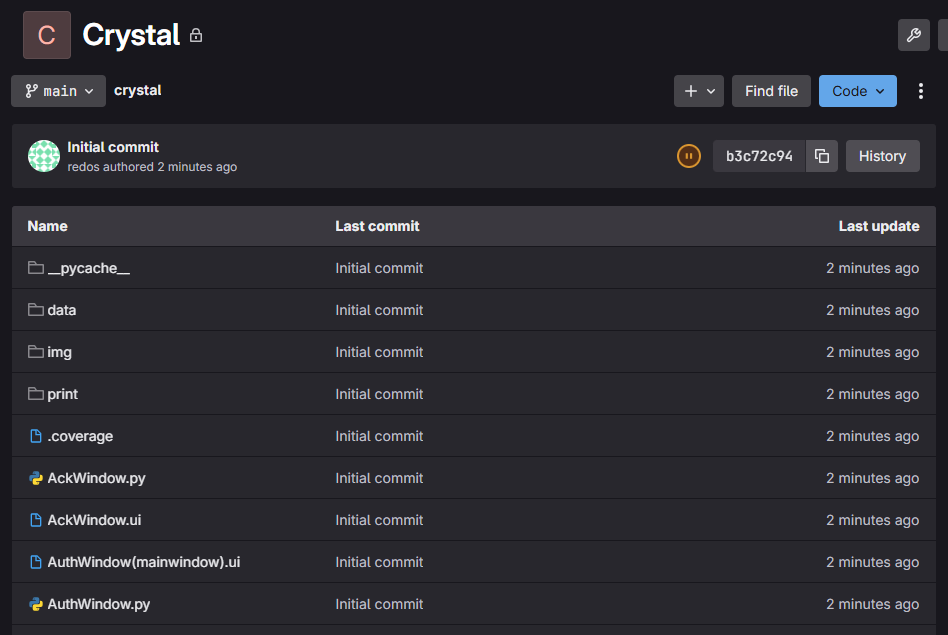 C Crystal
main crystal + Find file Code
Initial commit
redos authored 2 minutes ago
b3c72c94 History
Name Last commit Last update
__pycache__ Initial commit 2 minutes ago
data Initial commit 2 minutes ago
img Initial commit 2 minutes ago
print Initial commit 2 minutes ago
.coverage Initial commit 2 minutes ago
AckWindow.py Initial commit 2 minutes ago
AckWindow.ui Initial commit 2 minutes ago
AuthWindow(mainwindow).ui Initial commit 2 minutes ago
AuthWindow.py Initial commit 2 minutes ago